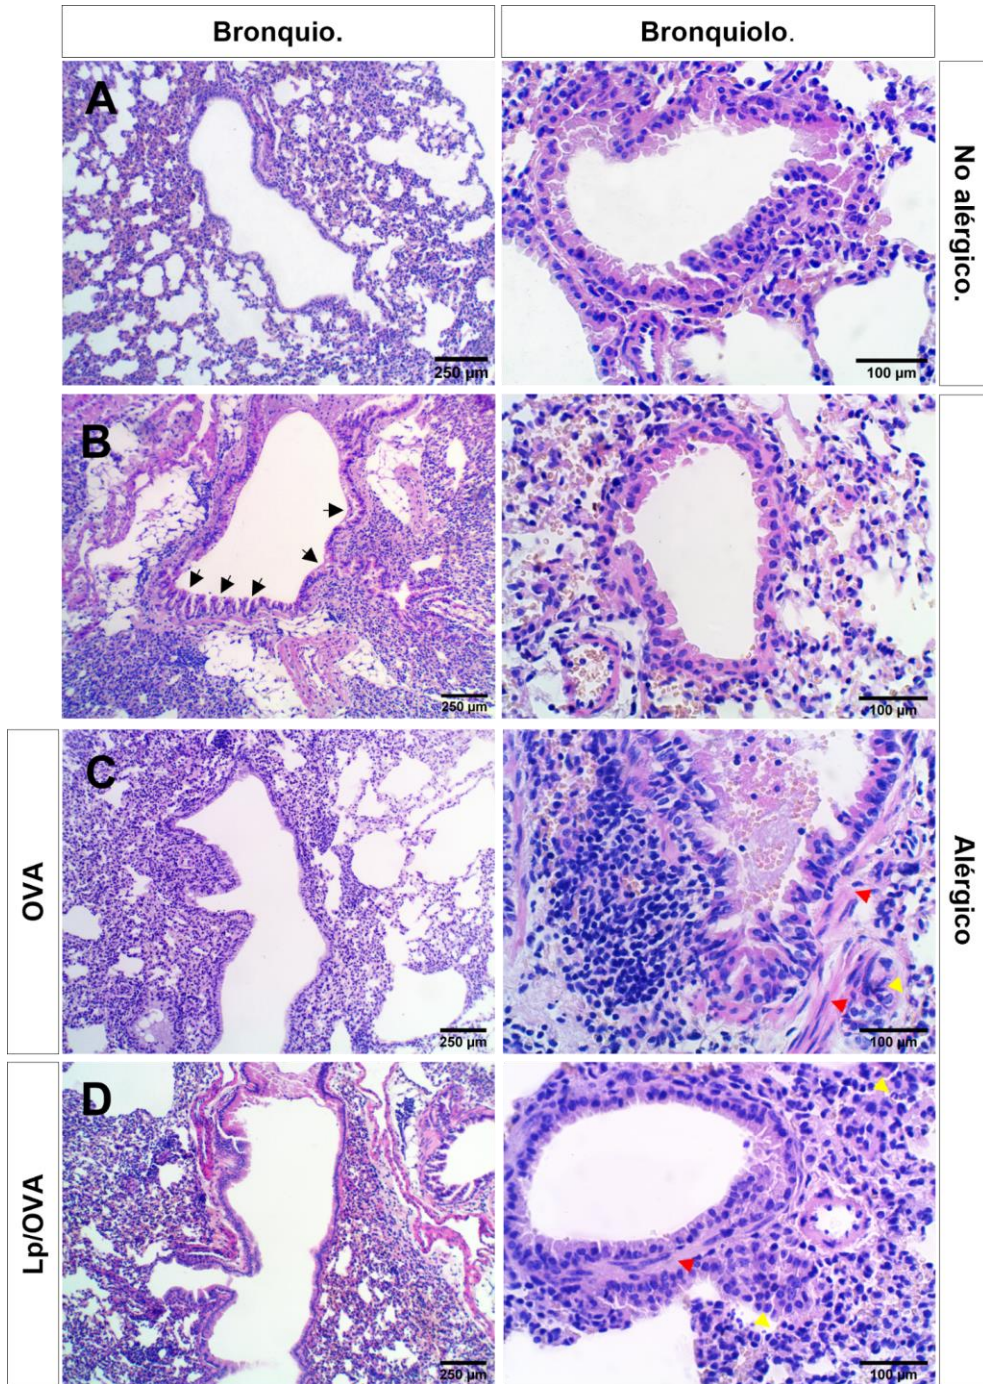 Bronquio.
Bronquiolo.
A
250 µm
100 µm
No alérgico.
B
250 µm
100 µm
OVA
C
250 µm
100 µm
Alérgico
Lp/OVA
D
250 µm
100 µm